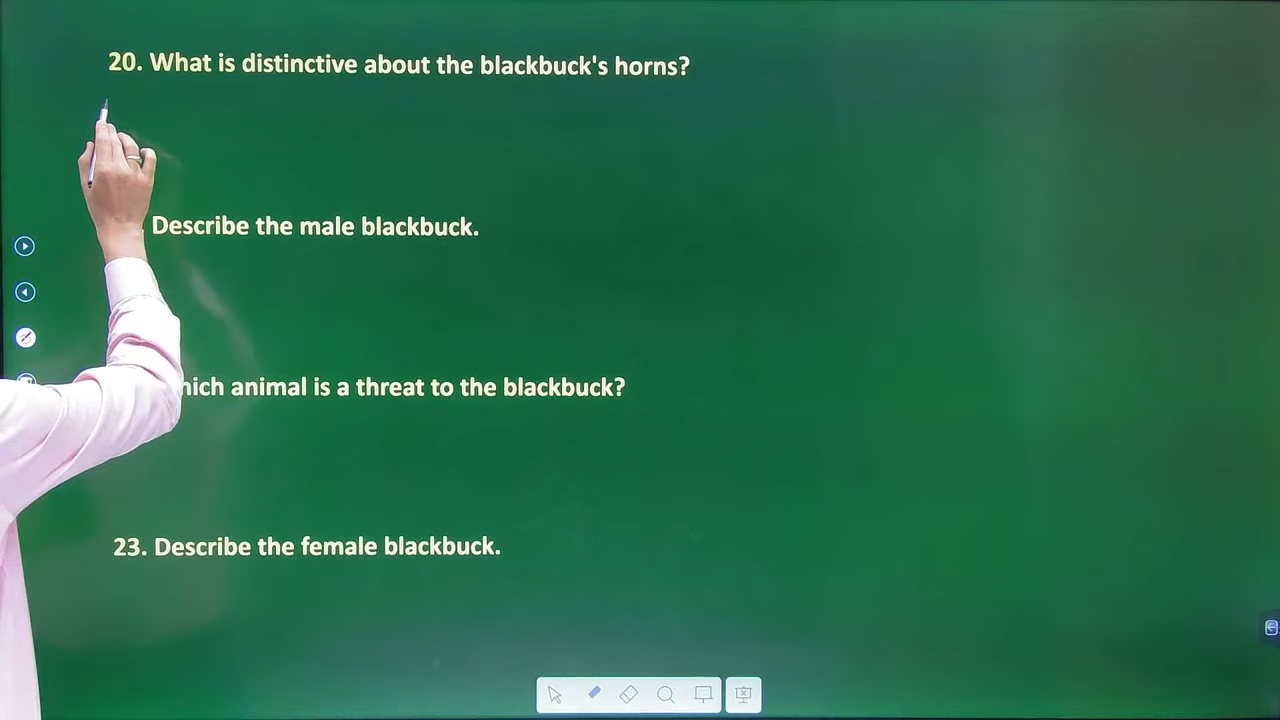 20. What is distinctive about the blackbuck's horns?
. Describe the male blackbuck.
animal is a threat to the blackbuck?
23. Describe the female blackbuck.